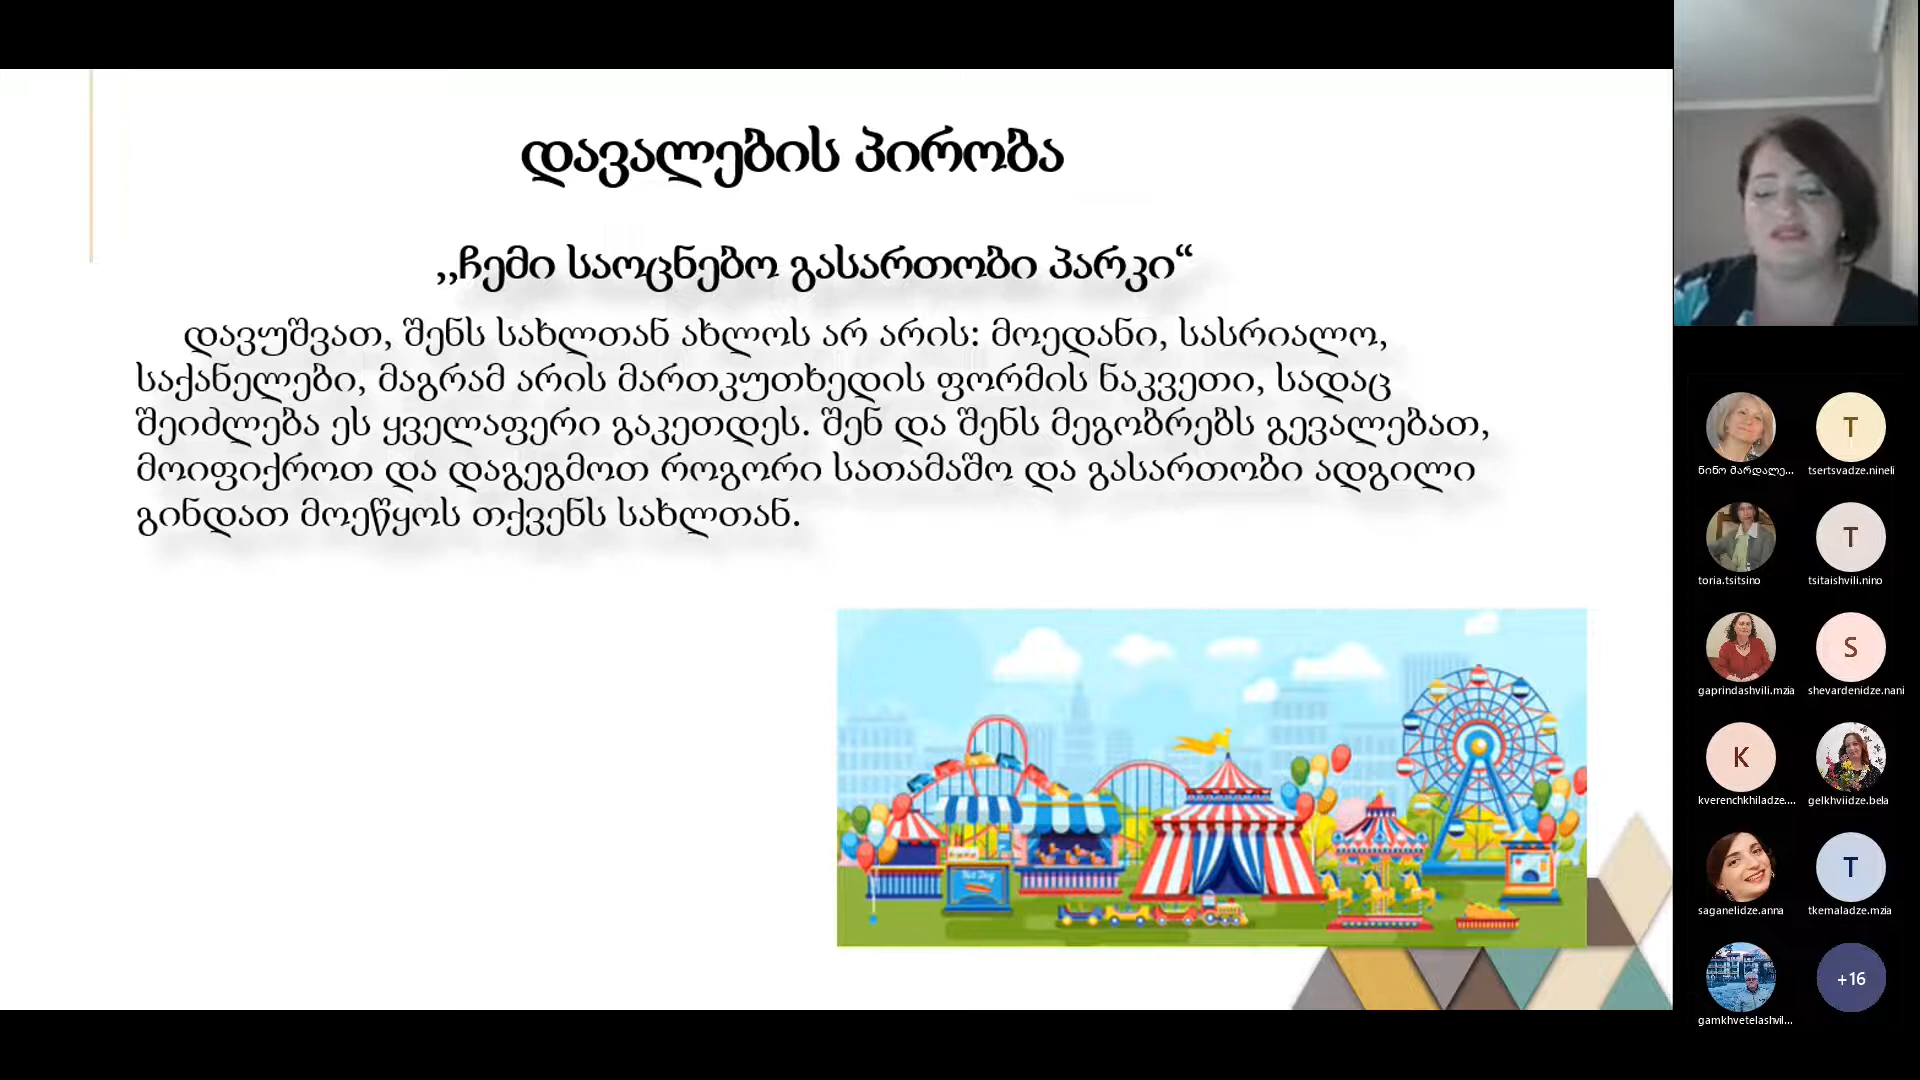 დავალების პირობა
,,ჩემი საოცნებო გასართობი პარკი“
დავუშვათ, შენს სახლთან ახლოს არ არის: მოედანი, სასრიალო,
საქანელები, მაგრამ არის მართკუთხედის ფორმის ნაკვეთი, სადაც
შეიძლება ეს ყველაფერი გაკეთდეს. შენ და შენს მეგობრებს გევალებათ,
მოიფიქროთ და დაგეგმოთ როგორი სათამაშო და გასართობი ადგილი
გინდათ მოეწყოს თქვენს სახლთან.
Hot Dog
ნინო მარდალე...
T
tsertsvadze.nineli
toria.tsitsino
T
tsitaishvili.nino
gaprindashvili.mzia
S
shevardenidze.nani
K
kverenchkhiladze....
gelkhviidze.bela
saganelidze.anna
T
tkemaladze.mzia
gamkhvetelashvil...
+16